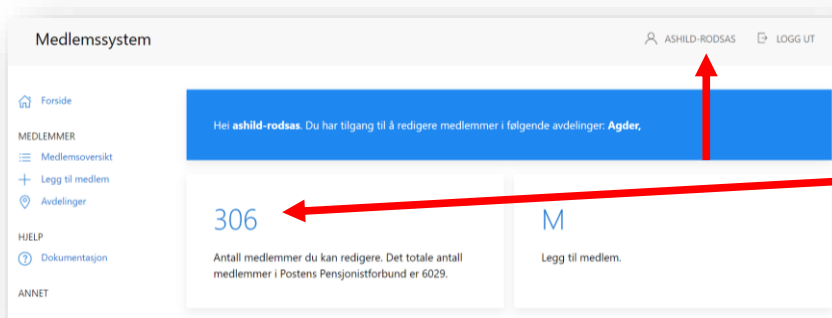 Medlemssystem
ASHILD-RODSAS
LOGG UT
Forside
Hei ashild-rodsas. Du har tilgang til å redigere medlemmer i følgende avdelinger: Agder,
MEDLEMMER
Medlemsoversikt
Legg til medlem
Avdelinger
HJELP
Dokumentasjon
ANNET
306
Antall medlemmer du kan redigere. Det totale antall
medlemmer i Postens Pensjonistforbund er 6029.
M
Legg til medlem.